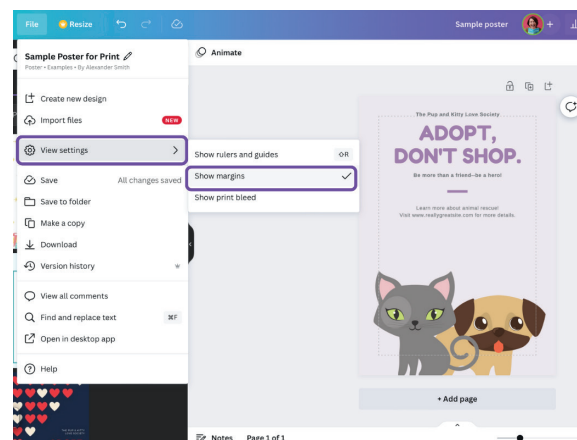 File
Resize
Sample poster
+
Sample Poster for Print
Poster • Examples • By Alexander Smith
Create new design
Import files NEW
View settings
Save All changes saved
Save to folder
Make a copy
Download
Version history
View all comments
Find and replace text ⌘F
Open in desktop app
Help
Show rulers and guides ⇧R
Show margins
Show print bleed
Animate
The Pup and Kitty Love Society
ADOPT,
DON'T SHOP.
Be more than a friend–be a hero!
Learn more about animal rescue!
Visit www.reallygreatsite.com for more details.
+ Add page
Notes Page 1 of 1